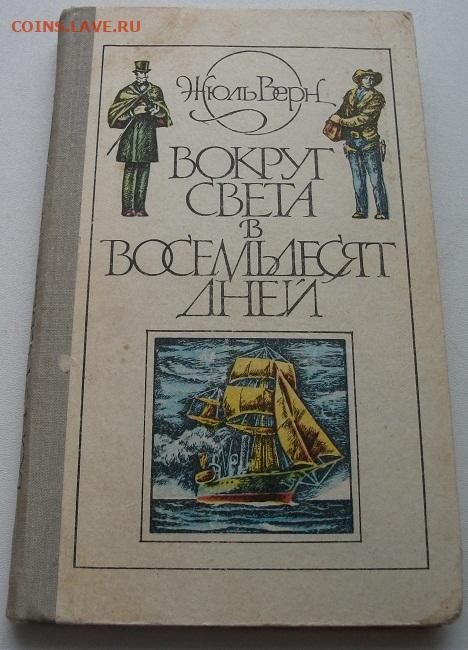 COINS.LAVE.RU
Жюль Верн
ВОКРУГ
СВЕТА
В
ВОСЕМЬДЕСЯТ
ДНЕЙ